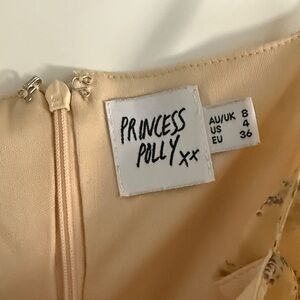 PRINCESS
POLLY xx
AU/UK 8
US 4
EU 36